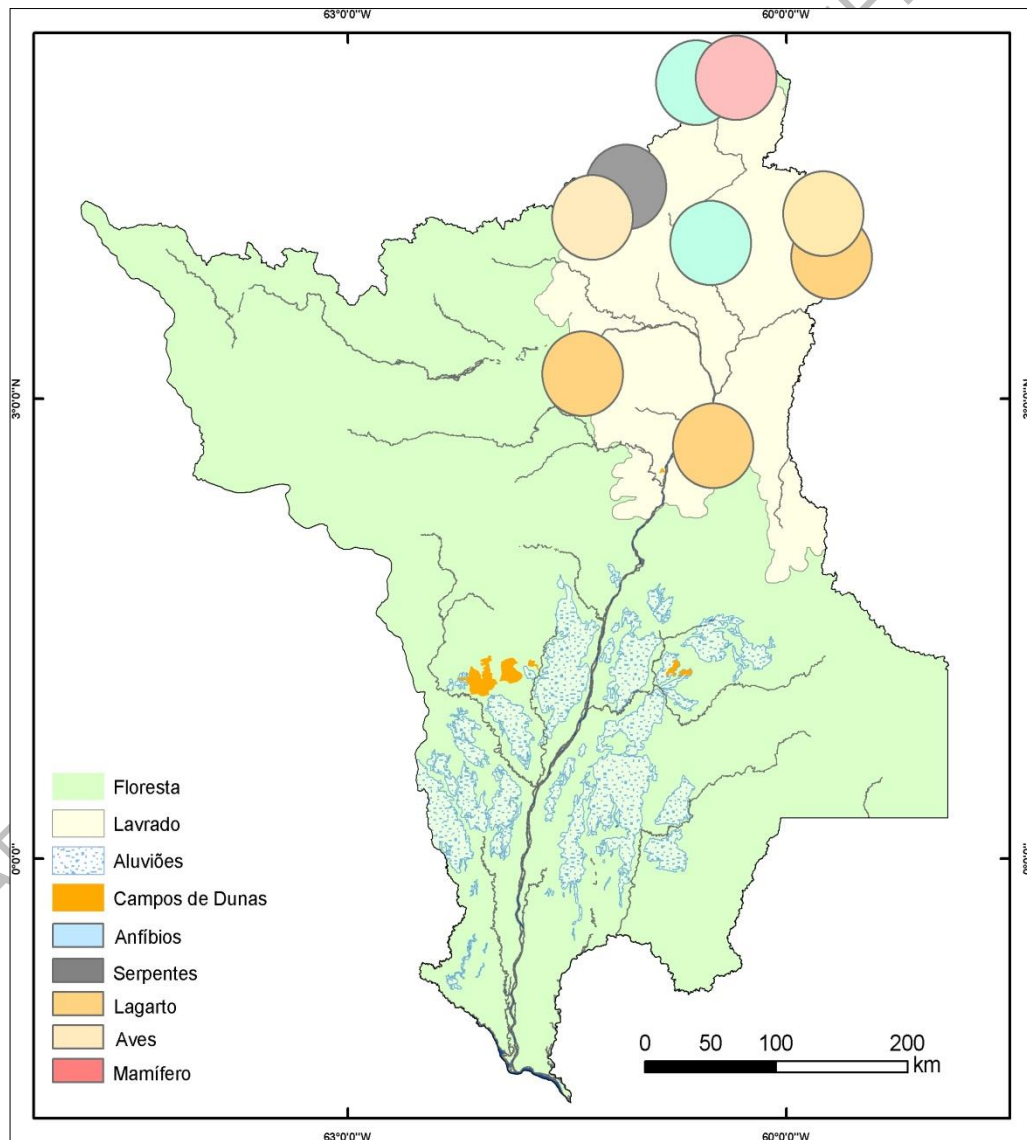 63°0'0"W
60°0'0"W
3°0'0"N
3°0'0"N
Floresta
Lavrado
Aluviões
Campos de Dunas
Anfíbios
Serpentes
Lagarto
Aves
Mamífero
0 50 100 200
km
0°0'0"
0°0'0"
63°0'0"W
60°0'0"W